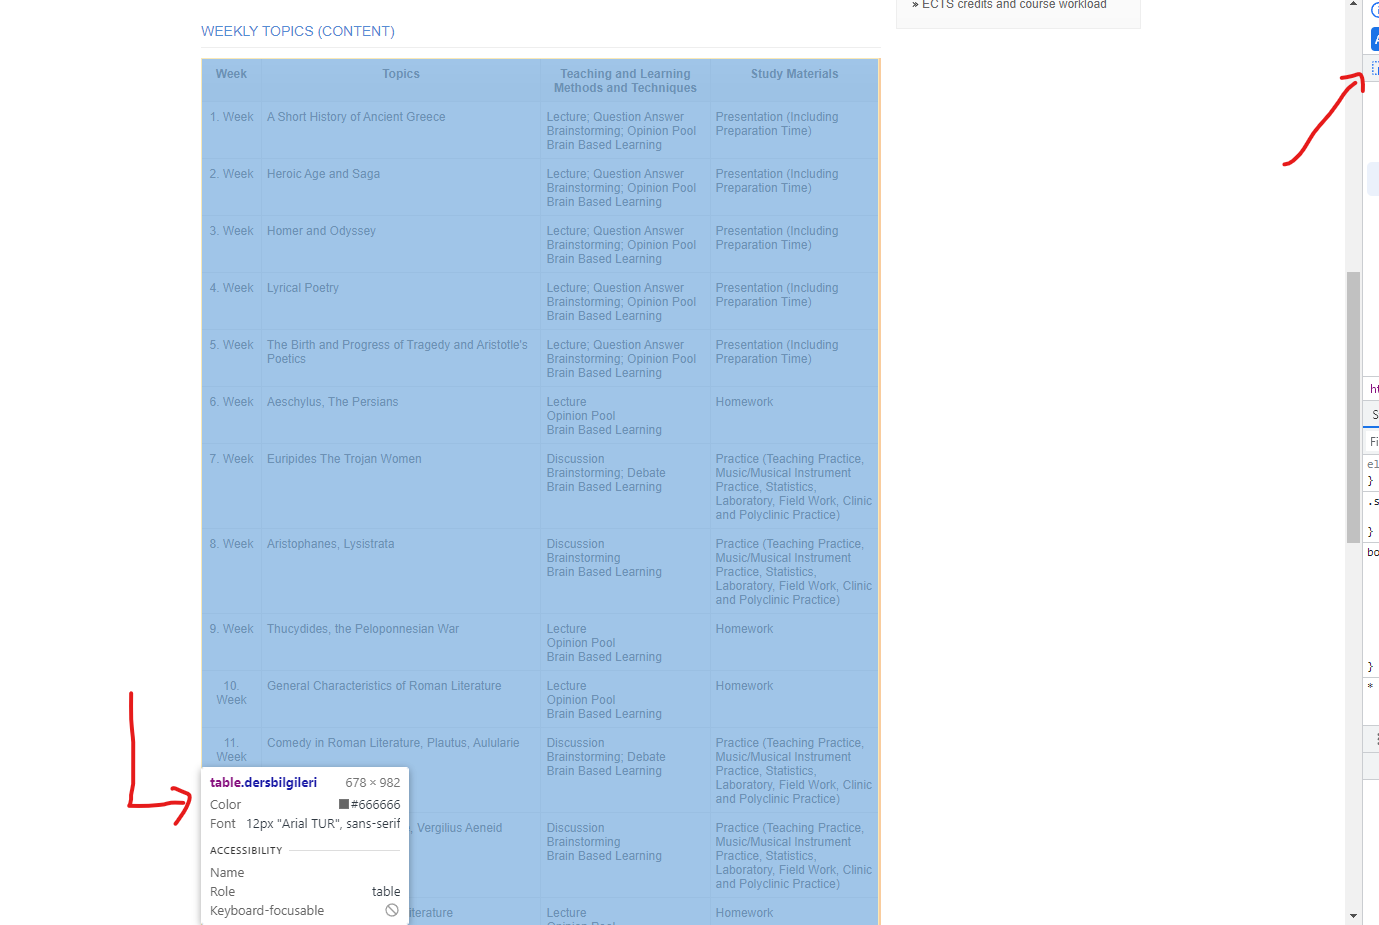 » ECTS credits and course workload
WEEKLY TOPICS (CONTENT)
Week Topics Teaching and Learning Study Materials
Methods and Techniques
1. Week A Short History of Ancient Greece Lecture; Question Answer Presentation (Including
Brainstorming; Opinion Pool Preparation Time)
Brain Based Learning
2. Week Heroic Age and Saga Lecture; Question Answer Presentation (Including
Brainstorming; Opinion Pool Preparation Time)
Brain Based Learning
3. Week Homer and Odyssey Lecture; Question Answer Presentation (Including
Brainstorming; Opinion Pool Preparation Time)
Brain Based Learning
4. Week Lyrical Poetry Lecture; Question Answer Presentation (Including
Brainstorming; Opinion Pool Preparation Time)
Brain Based Learning
5. Week The Birth and Progress of Tragedy and Aristotle's Lecture; Question Answer Presentation (Including
Poetics Brainstorming; Opinion Pool Preparation Time)
Brain Based Learning
6. Week Aeschylus, The Persians Lecture Homework
Opinion Pool
Brain Based Learning
7. Week Euripides The Trojan Women Discussion Practice (Teaching Practice,
Brainstorming; Debate Music/Musical Instrument
Brain Based Learning Practice, Statistics,
Laboratory, Field Work, Clinic
and Polyclinic Practice)
8. Week Aristophanes, Lysistrata Discussion Practice (Teaching Practice,
Brainstorming Music/Musical Instrument
Brain Based Learning Practice, Statistics,
Laboratory, Field Work, Clinic
and Polyclinic Practice)
9. Week Thucydides, the Peloponnesian War Lecture Homework
Opinion Pool
Brain Based Learning
10. General Characteristics of Roman Literature Lecture Homework
Week Opinion Pool
Brain Based Learning
11. Comedy in Roman Literature, Plautus, Aulularie Discussion Practice (Teaching Practice,
Week Brainstorming; Debate Music/Musical Instrument
Brain Based Learning Practice, Statistics,
Laboratory, Field Work, Clinic
and Polyclinic Practice)
, Vergilius Aeneid Discussion Practice (Teaching Practice,
Brainstorming Music/Musical Instrument
Brain Based Learning Practice, Statistics,
Laboratory, Field Work, Clinic
and Polyclinic Practice)
iterature Lecture Homework
table.dersbilgileri 678 × 982
Color #666666
Font 12px "Arial TUR", sans-serif
ACCESSIBILITY
Name
Role table
Keyboard-focusable
ht
S
Fi
el
}
.s
}
bo
}
*